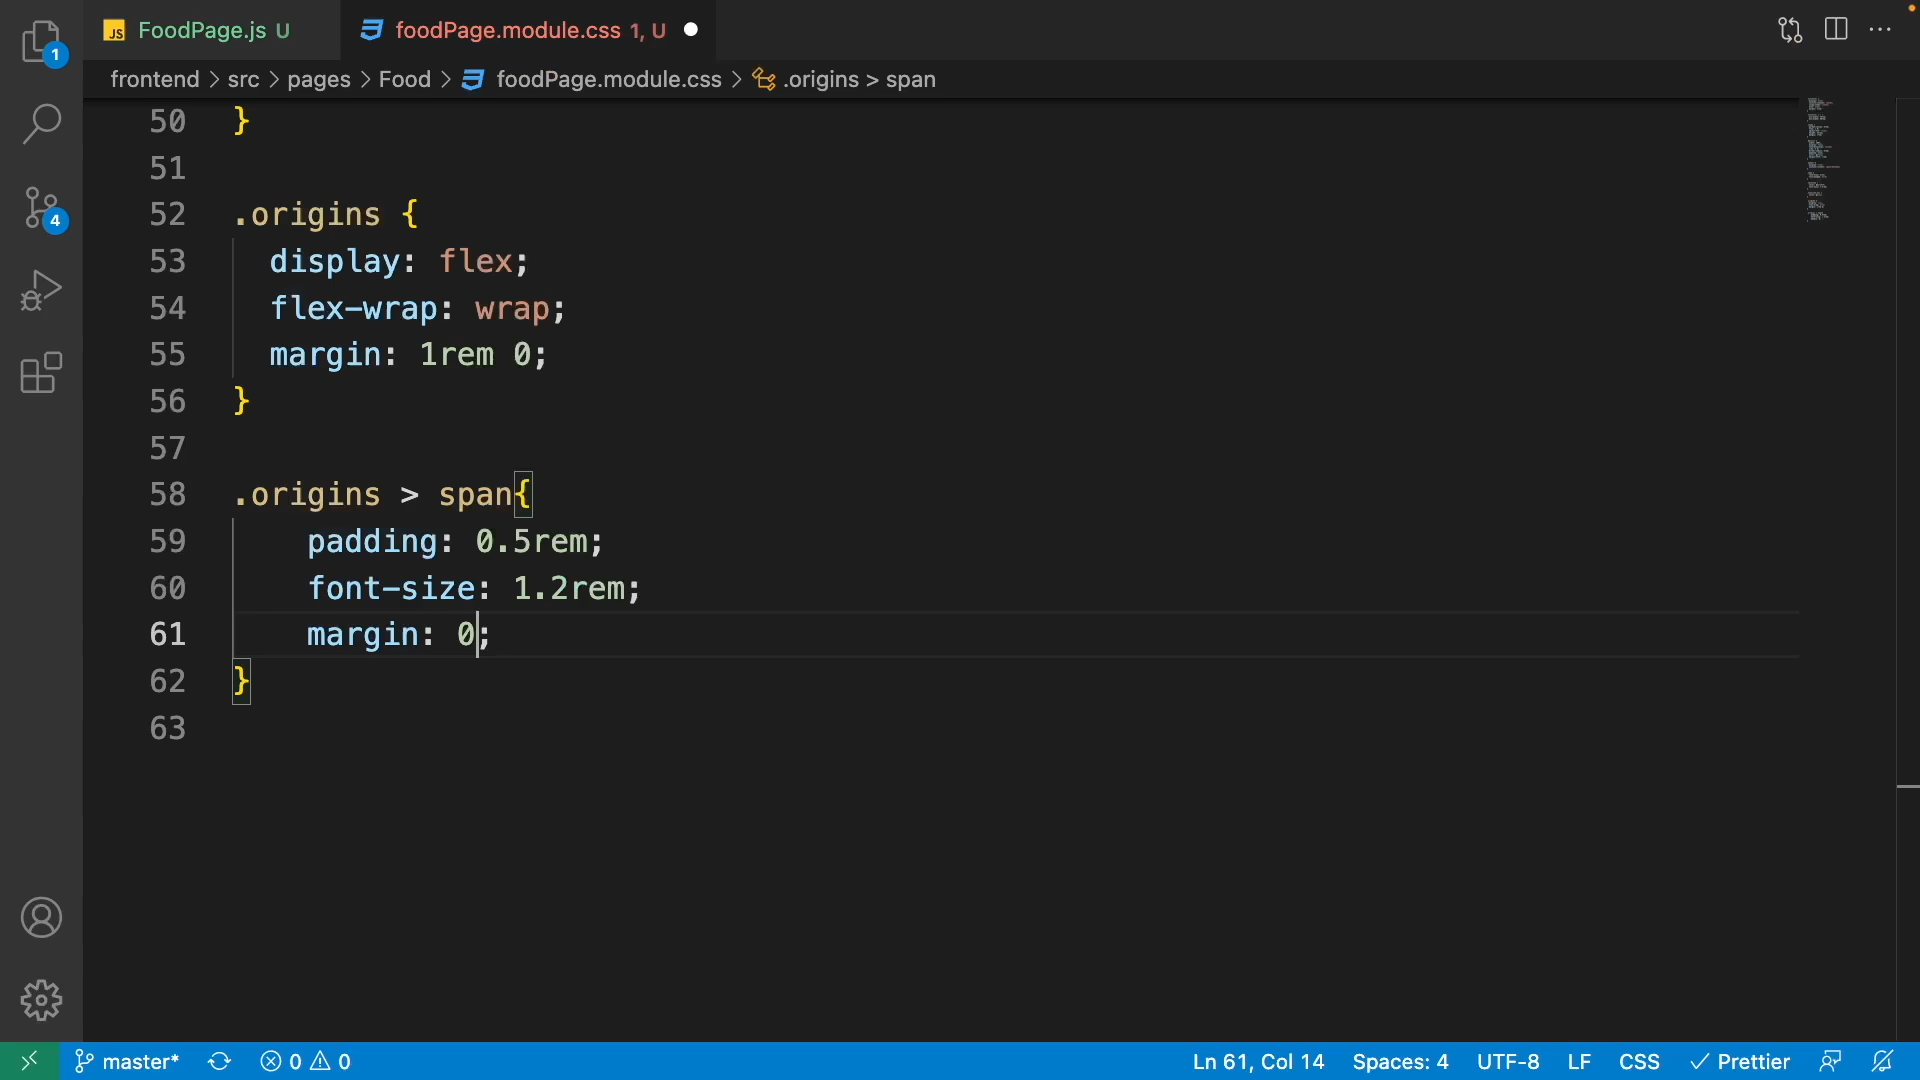 1
JS FoodPage.js U
foodPage.module.css 1, U
frontend > src > pages > Food > foodPage.module.css > .origins > span
4
50 }
51
52 .origins {
53 display: flex;
54 flex-wrap: wrap;
55 margin: 1rem 0;
56 }
57
58 .origins > span{
59 padding: 0.5rem;
60 font-size: 1.2rem;
61 margin: 0;
62 }
63
master* 0 0 Ln 61, Col 14 Spaces: 4 UTF-8 LF CSS Prettier